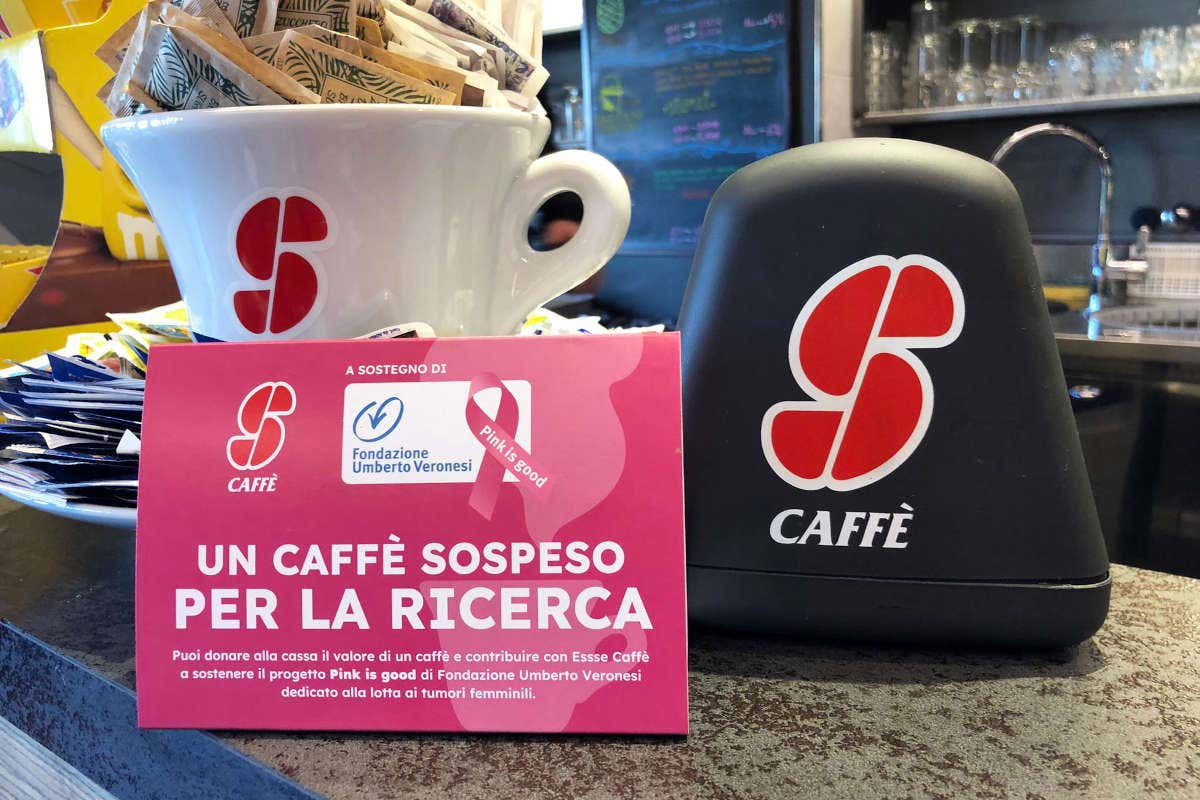 ZUCCHERO
m
A SOSTEGNO DI
CAFFÈ
Fondazione
Umberto Veronesi
Pink is good
UN CAFFÈ SOSPESO
PER LA RICERCA
Puoi donare alla cassa il valore di un caffè e contribuire con Essse Caffè
a sostenere il progetto Pink is good di Fondazione Umberto Veronesi
dedicato alla lotta ai tumori femminili.
CAFFÈ